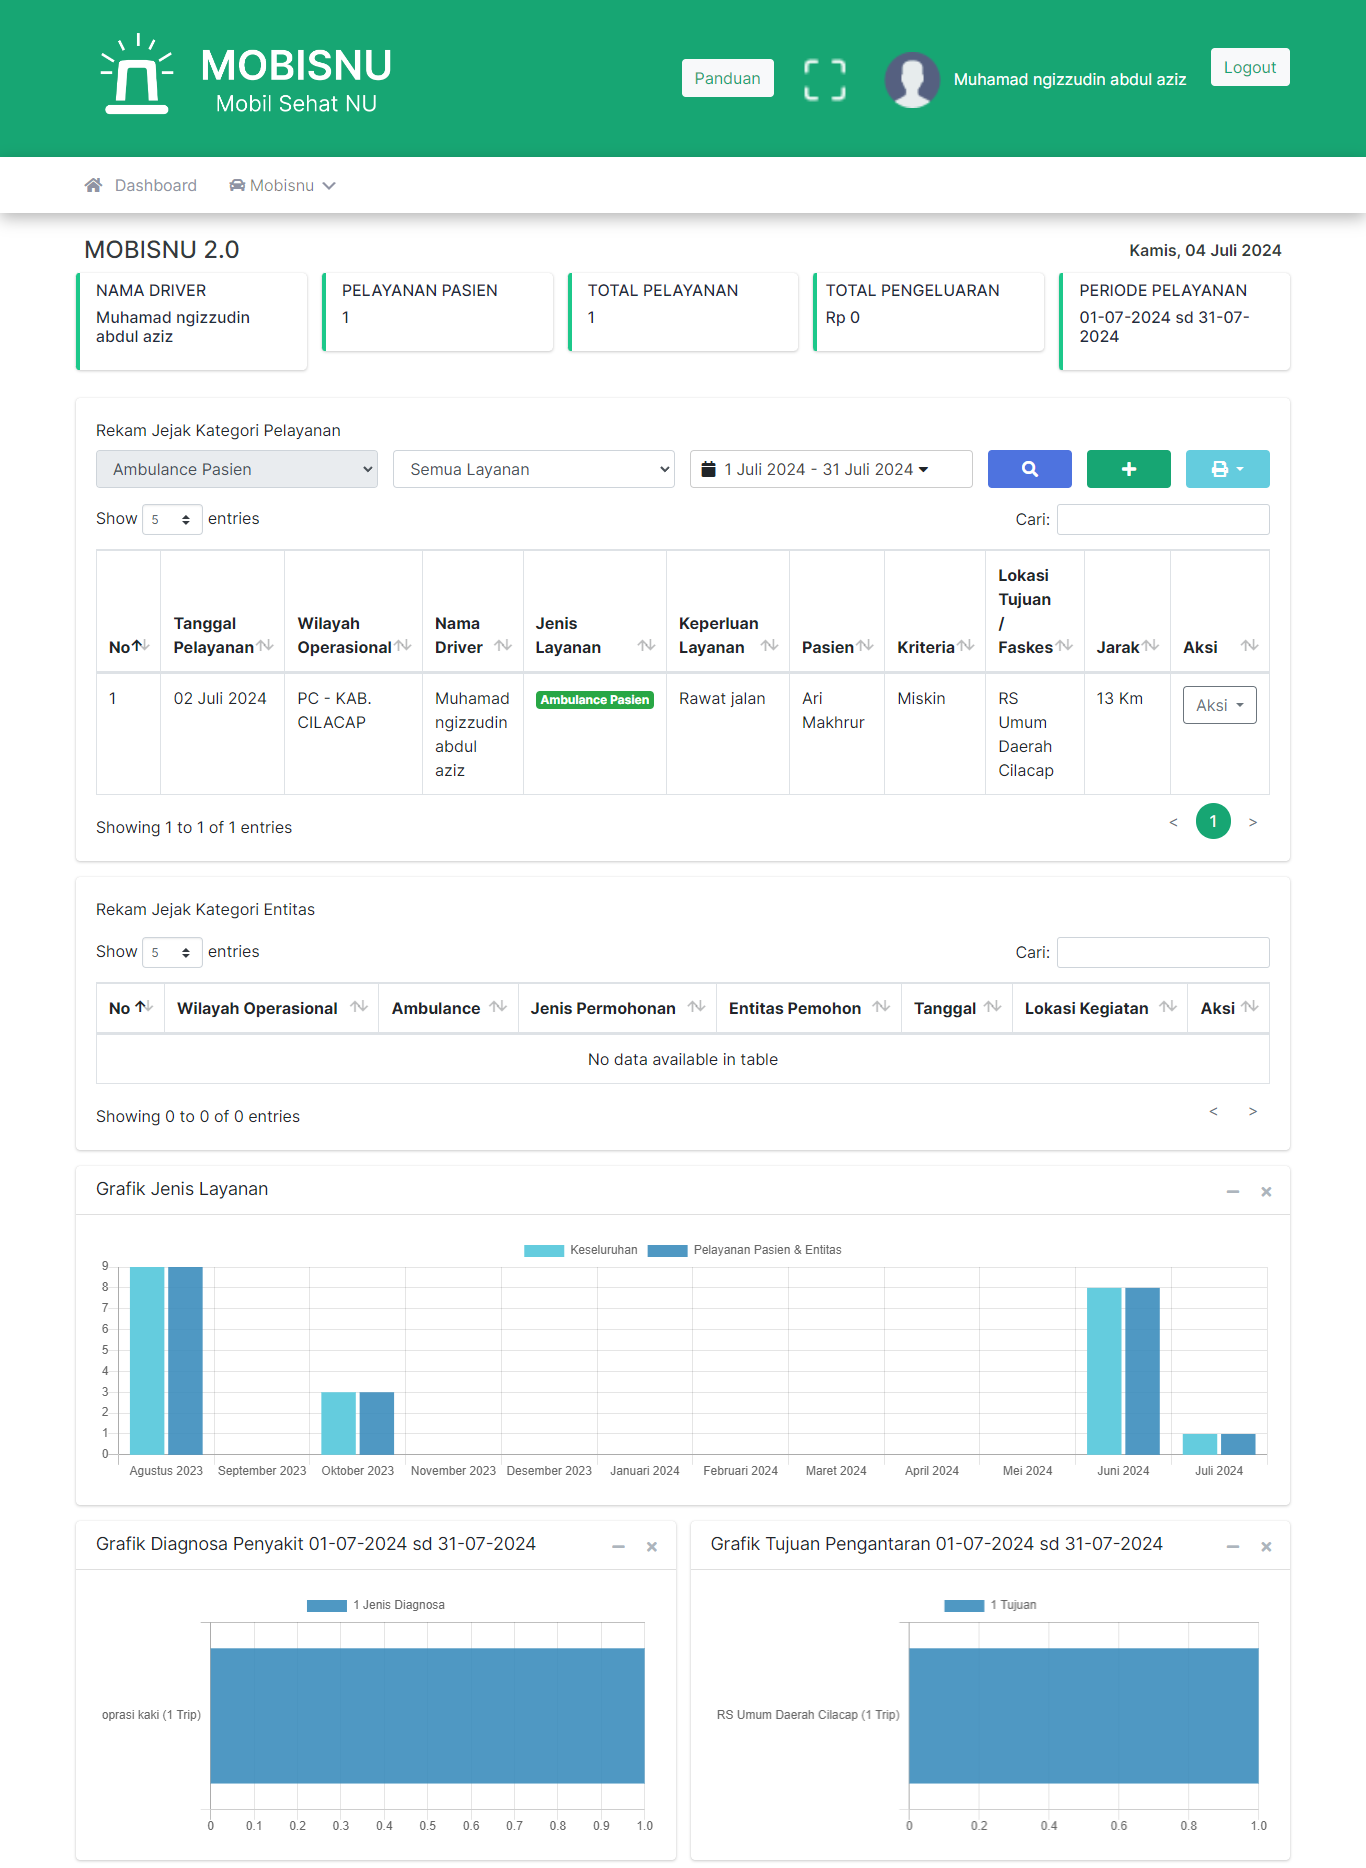 MOBISNU
Mobil Sehat NU
Panduan
Muhamad ngizzudin abdul aziz
Logout
Dashboard
Mobisnu
MOBISNU 2.0
Kamis, 04 Juli 2024
NAMA DRIVER
Muhamad ngizzudin
abdul aziz
PELAYANAN PASIEN
1
TOTAL PELAYANAN
1
TOTAL PENGELUARAN
Rp 0
PERIODE PELAYANAN
01-07-2024 sd 31-07-
2024
Rekam Jejak Kategori Pelayanan
Ambulance Pasien
Semua Layanan
1 Juli 2024 - 31 Juli 2024
Show 5 entries
Cari:
No
Tanggal
Pelayanan
Wilayah
Operasional
Nama
Driver
Jenis
Layanan
Keperluan
Layanan
Pasien
Kriteria
Lokasi
Tujuan
/
Faskes
Jarak
Aksi
1
02 Juli 2024
PC - KAB.
CILACAP
Muhamad
ngizzudin
abdul
aziz
Ambulance Pasien
Rawat jalan
Ari
Makhrur
Miskin
RS
Umum
Daerah
Cilacap
13 Km
Aksi
Showing 1 to 1 of 1 entries
< 1 >
Rekam Jejak Kategori Entitas
Show 5 entries
Cari:
No
Wilayah Operasional
Ambulance
Jenis Permohonan
Entitas Pemohon
Tanggal
Lokasi Kegiatan
Aksi
No data available in table
Showing 0 to 0 of 0 entries
< >
Grafik Jenis Layanan
Keseluruhan
Pelayanan Pasien & Entitas
9
8
7
6
5
4
3
2
1
0
Agustus 2023
September 2023
Oktober 2023
November 2023
Desember 2023
Januari 2024
Februari 2024
Maret 2024
April 2024
Mei 2024
Juni 2024
Juli 2024
Grafik Diagnosa Penyakit 01-07-2024 sd 31-07-2024
1 Jenis Diagnosa
oprasi kaki (1 Trip)
0 0.1 0.2 0.3 0.4 0.5 0.6 0.7 0.8 0.9 1.0
Grafik Tujuan Pengantaran 01-07-2024 sd 31-07-2024
1 Tujuan
RS Umum Daerah Cilacap (1 Trip)
0 0.2 0.4 0.6 0.8 1.0